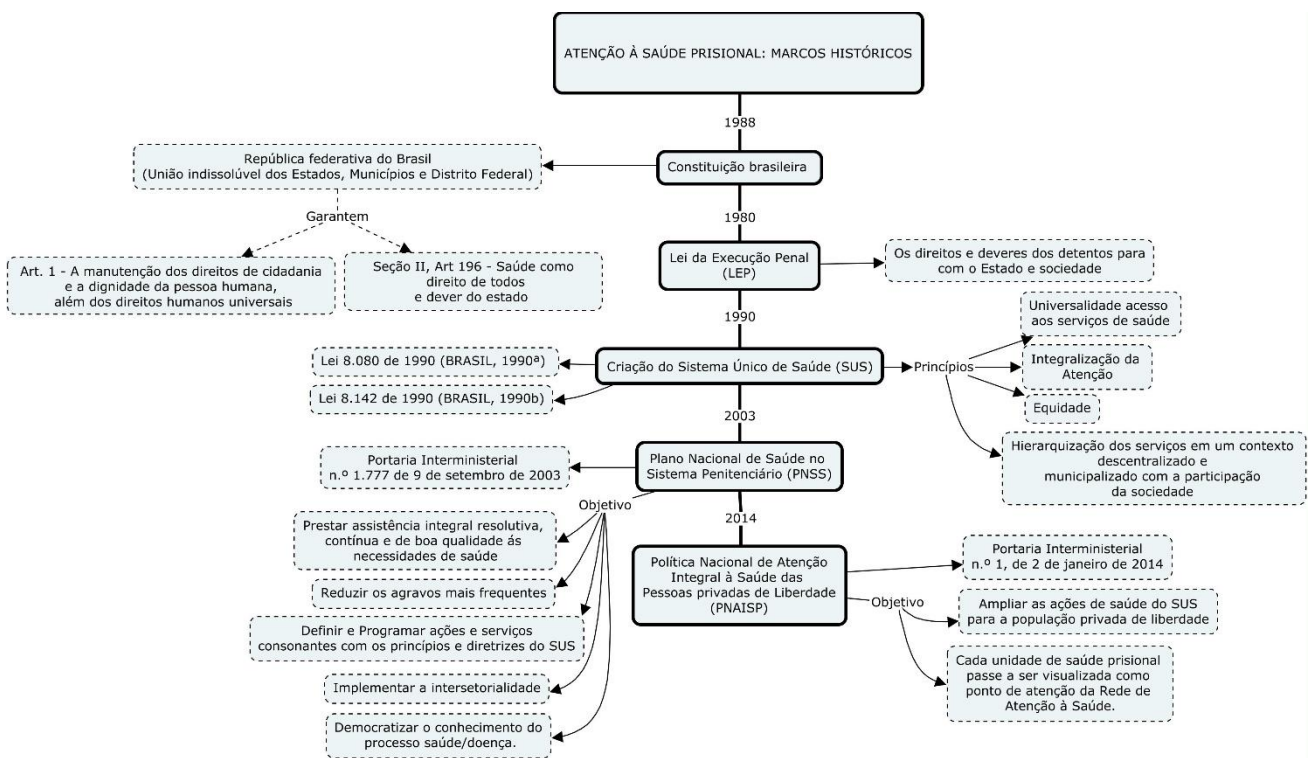 ATENÇÃO À SAÚDE PRISIONAL: MARCOS HISTÓRICOS
1988
República federativa do Brasil
(União indissolúvel dos Estados, Municípios e Distrito Federal)
Constituição brasileira
Garantem
1980
Art. 1 - A manutenção dos direitos de cidadania
e a dignidade da pessoa humana,
além dos direitos humanos universais
Seção II, Art 196 - Saúde como
direito de todos
e dever do estado
Lei da Execução Penal
(LEP)
Os direitos e deveres dos detentos para
com o Estado e sociedade
1990
Lei 8.080 de 1990 (BRASIL, 1990ª)
Lei 8.142 de 1990 (BRASIL, 1990b)
Criação do Sistema Único de Saúde (SUS)
Princípios
Universalidade acesso
aos serviços de saúde
Integralização da
Atenção
Equidade
Hierarquização dos serviços em um contexto
descentralizado e
municipalizado com a participação
da sociedade
2003
Portaria Interministerial
n.º 1.777 de 9 de setembro de 2003
Plano Nacional de Saúde no
Sistema Penitenciário (PNSS)
Objetivo
Prestar assistência integral resolutiva,
contínua e de boa qualidade ás
necessidades de saúde
Reduzir os agravos mais frequentes
Definir e Programar ações e serviços
consonantes com os princípios e diretrizes do SUS
Implementar a intersetorialidade
Democratizar o conhecimento do
processo saúde/doença.
2014
Política Nacional de Atenção
Integral à Saúde das
Pessoas privadas de Liberdade
(PNAISP)
Portaria Interministerial
n.º 1, de 2 de janeiro de 2014
Objetivo
Ampliar as ações de saúde do SUS
para a população privada de liberdade
Cada unidade de saúde prisional
passe a ser visualizada como
ponto de atenção da Rede de
Atenção à Saúde.